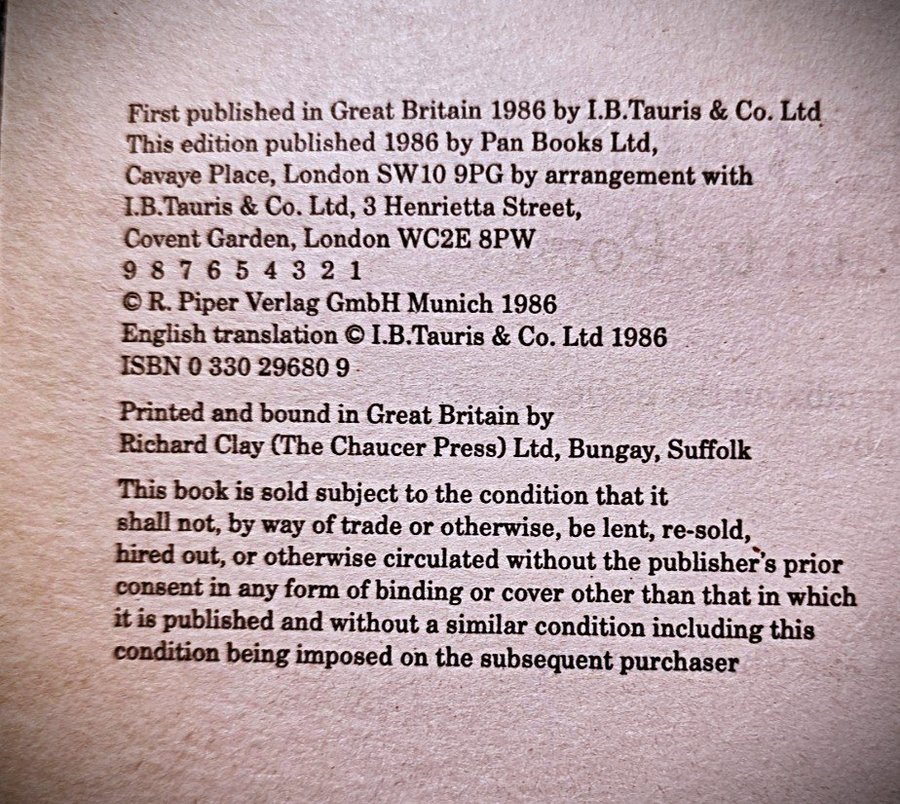 First published in Great Britain 1986 by I.B.Tauris & Co. Ltd
This edition published 1986 by Pan Books Ltd,
Cavaye Place, London SW10 9PG by arrangement with
I.B.Tauris & Co. Ltd, 3 Henrietta Street,
Covent Garden, London WC2E 8PW
9 8 7 6 5 4 3 2 1
© R. Piper Verlag GmbH Munich 1986
English translation © I.B.Tauris & Co. Ltd 1986
ISBN 0 330 29680 9
Printed and bound in Great Britain by
Richard Clay (The Chaucer Press) Ltd, Bungay, Suffolk
This book is sold subject to the condition that it
shall not, by way of trade or otherwise, be lent, re-sold,
hired out, or otherwise circulated without the publisher's prior
consent in any form of binding or cover other than that in which
it is published and without a similar condition including this
condition being imposed on the subsequent purchaser